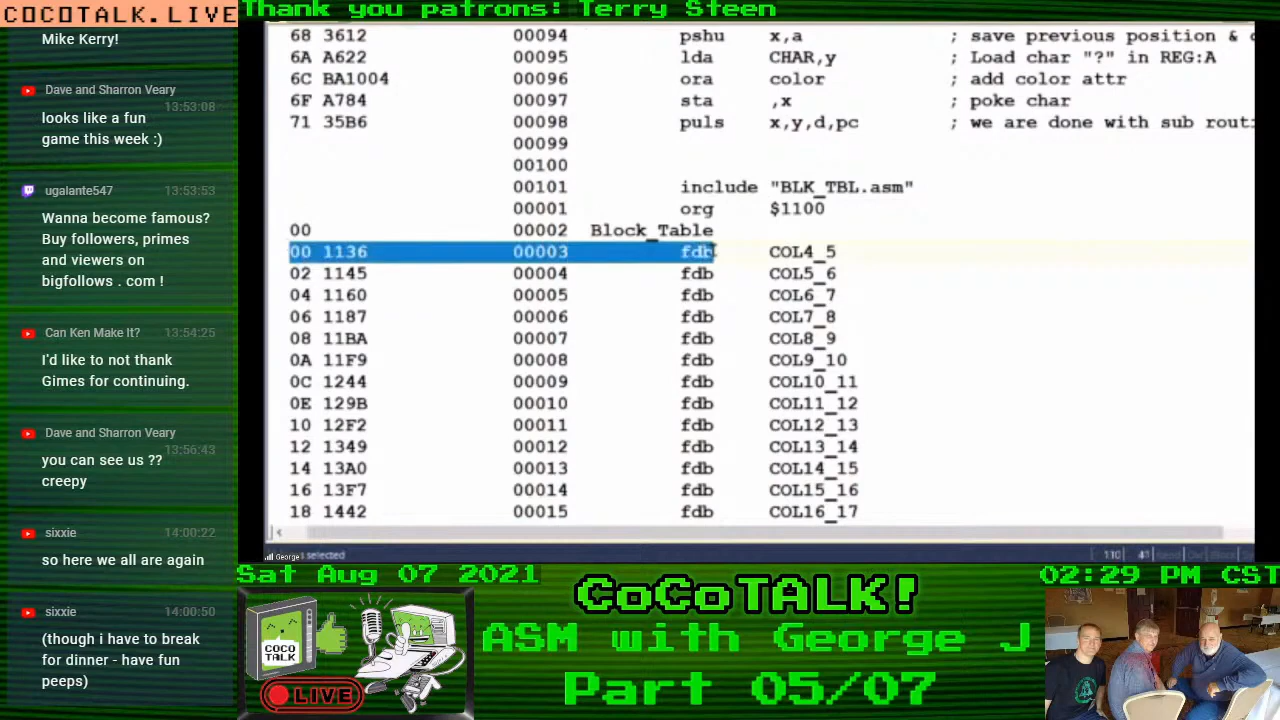 COCOTALK.LIVE
Thank you patrons: Terry Steen
Mike Kerry!
Dave and Sharron Veary
13:53:08
looks like a fun
game this week :)
ugalante547
13:53:53
Wanna become famous?
Buy followers, primes
and viewers on
bigfollows . com !
Can Ken Make It?
13:54:25
I'd like to not thank
Gimes for continuing.
Dave and Sharron Veary
13:56:43
you can see us ??
creepy
sixxie
14:00:22
so here we all are again
sixxie
14:00:50
(though i have to break
for dinner - have fun
peeps)
68 3612 00094 pshu x,a ; save previous position &
6A A622 00095 lda CHAR,y ; Load char "?" in REG:A
6C BA1004 00096 ora color ; add color attr
6F A784 00097 sta ,x ; poke char
71 35B6 00098 puls x,y,d,pc ; we are done with sub routi
00099
00100
00101 include "BLK_TBL.asm"
00001 org $1100
00 00002 Block_Table
00 1136 00003 fdb COL4_5
02 1145 00004 fdb COL5_6
04 1160 00005 fdb COL6_7
06 1187 00006 fdb COL7_8
08 11BA 00007 fdb COL8_9
0A 11F9 00008 fdb COL9_10
0C 1244 00009 fdb COL10_11
0E 129B 00010 fdb COL11_12
10 12F2 00011 fdb COL12_13
12 1349 00012 fdb COL13_14
14 13A0 00013 fdb COL14_15
16 13F7 00014 fdb COL15_16
18 1442 00015 fdb COL16_17
George selected
110 41
Sat Aug 07 2021
CoCoTALK!
02:29 PM CST
COCO
TALK
LIVE
ASM with George J
Part 05/07